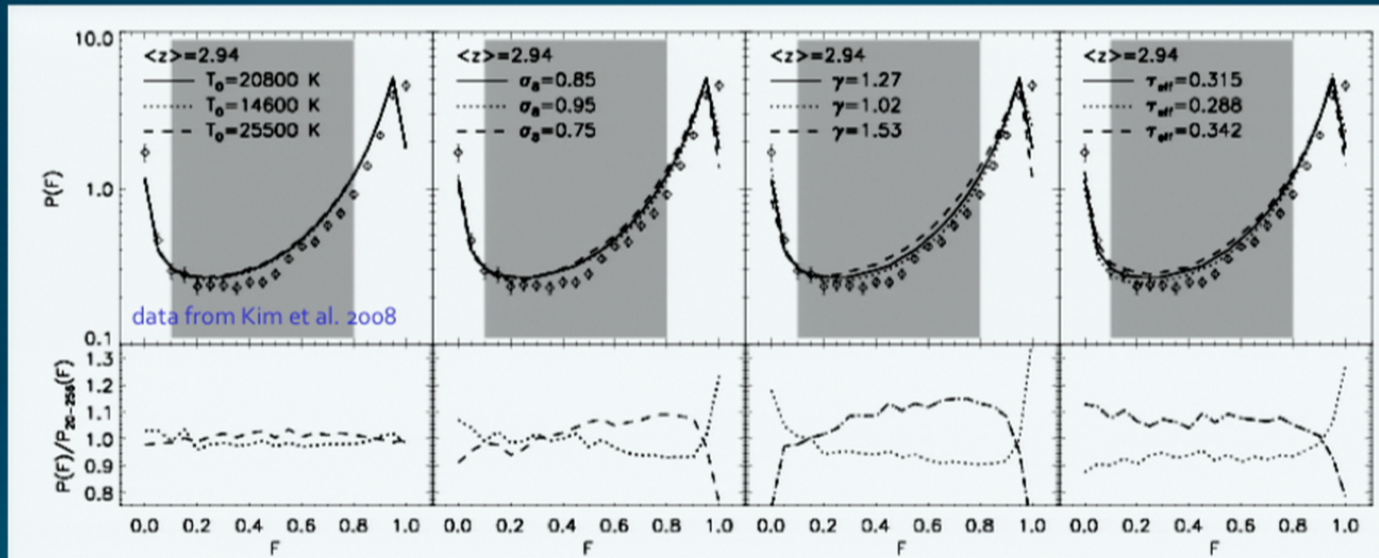 <z>=2.94
T₀=20800 K
T₀=14600 K
T₀=25500 K
<z>=2.94
σ₈=0.85
σ₈=0.95
σ₈=0.75
<z>=2.94
γ=1.27
γ=1.02
γ=1.53
<z>=2.94
τeff=0.315
τeff=0.288
τeff=0.342
10.0
1.0
0.1
P(F)
data from Kim et al. 2008
1.3
1.2
1.1
1.0
0.9
0.8
P(F)/P20-256(F)
0.0 0.2 0.4 0.6 0.8 1.0
0.0 0.2 0.4 0.6 0.8 1.0
0.0 0.2 0.4 0.6 0.8 1.0
0.0 0.2 0.4 0.6 0.8 1.0
F
F
F
F